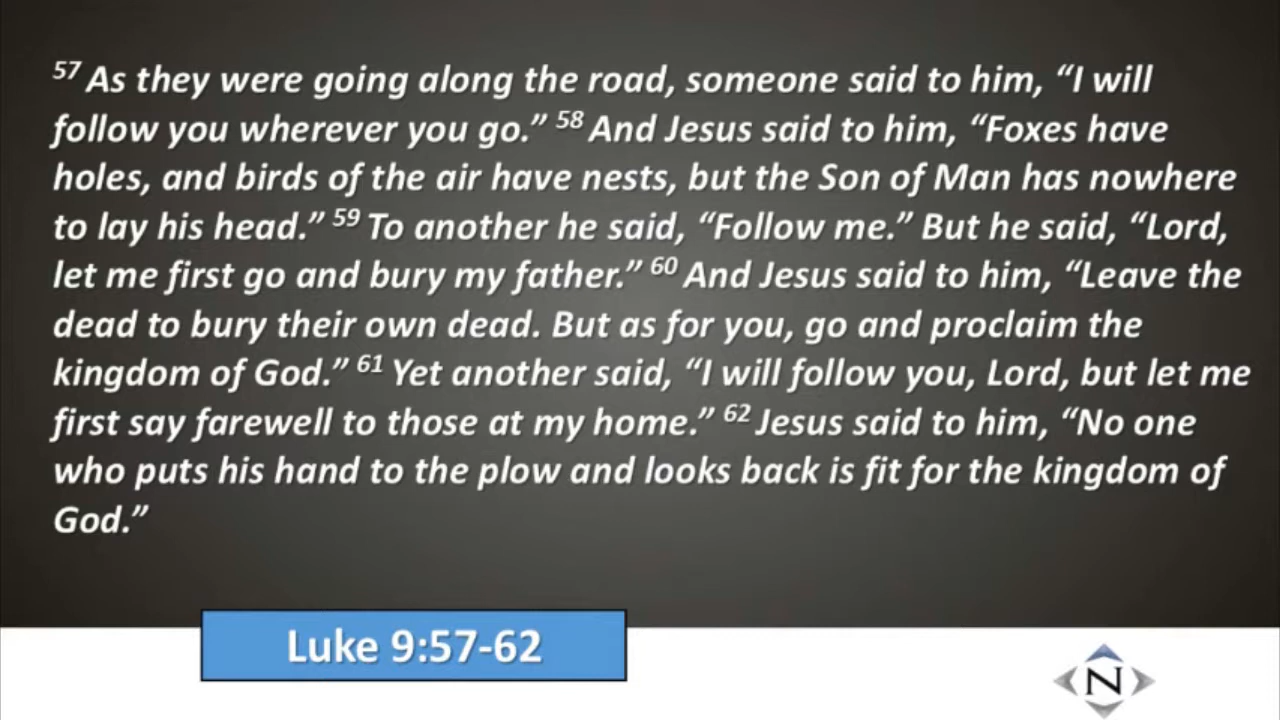 57 As they were going along the road, someone said to him, “I will
follow you wherever you go.” 58 And Jesus said to him, “Foxes have
holes, and birds of the air have nests, but the Son of Man has nowhere
to lay his head.” 59 To another he said, “Follow me.” But he said, “Lord,
let me first go and bury my father.” 60 And Jesus said to him, “Leave the
dead to bury their own dead. But as for you, go and proclaim the
kingdom of God.” 61 Yet another said, “I will follow you, Lord, but let me
first say farewell to those at my home.” 62 Jesus said to him, “No one
who puts his hand to the plow and looks back is fit for the kingdom of
God.”
Luke 9:57-62
N